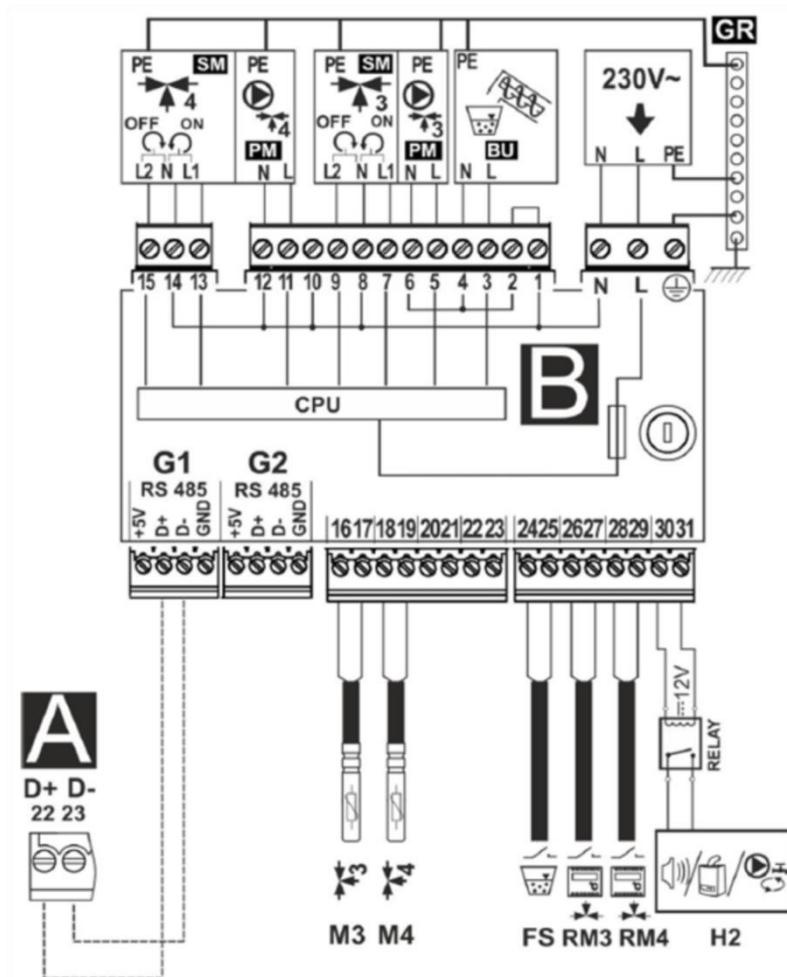 GR
PE SM PE PE SM PE PE 230V~
4 4 3 3
OFF ON OFF ON
PM PM BU
L2 N L1 N L L2 N L1 N L N L N L PE
15 14 13 12 11 10 9 8 7 6 5 4 3 2 1 N L
B
CPU
G1 G2
RS 485 RS 485
+5V D+ D- GND +5V D+ D- GND 16 17 18 19 20 21 22 23 24 25 26 27 28 29 30 31
A
12V
D+ D-
22 23
RELAY
3 4
M3 M4 FS RM3 RM4 H2